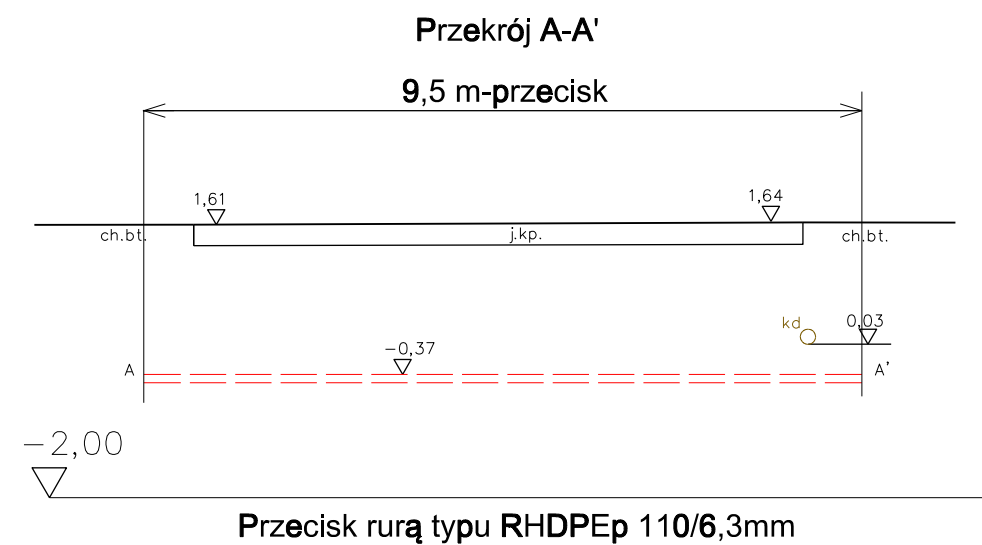 Przekrój A-A'
9,5 m-przecisk
1,61
1,64
ch.bt.
j.kp.
ch.bt.
kd
0,03
-0,37
A
A'
-2,00
Przecisk rurą typu RHDPEp 110/6,3mm